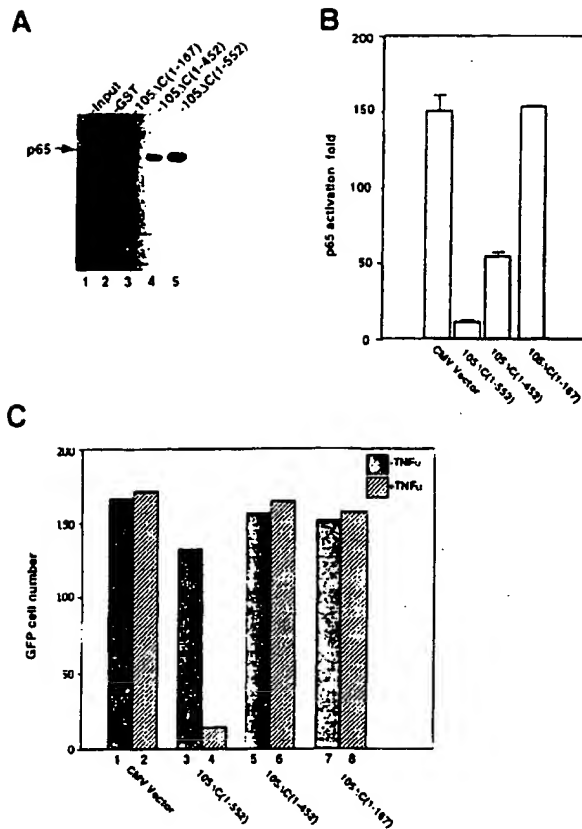 A
-Input
-GST
-105ΔC(1-167)
-105ΔC(1-452)
-105ΔC(1-552)
p65
1 2 3 4 5
B
p65 activation fold
200
150
100
50
0
CMV Vector
105ΔC(1-552)
105ΔC(1-452)
105ΔC(1-167)
C
GFP cell number
200
150
100
50
0
-TNFα
+TNFα
1 2 3 4 5 6 7 8
CMV Vector
105ΔC(1-552)
105ΔC(1-452)
105ΔC(1-167)